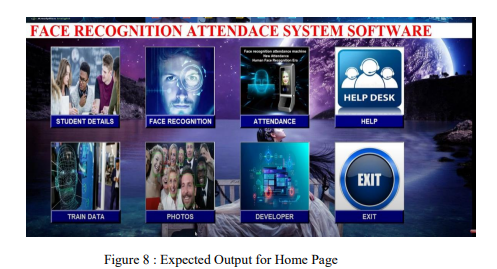 FACE RECOGNITION ATTENDACE SYSTEM SOFTWARE
Face recognition attendance machine
New Attendance
Human Face Recognition Era
HELP DESK
STUDENT DETAILS
FACE RECOGNITION
ATTENDANCE
HELP
EXIT
TRAIN DATA
PHOTOS
DEVELOPER
EXIT
Figure 8 : Expected Output for Home Page